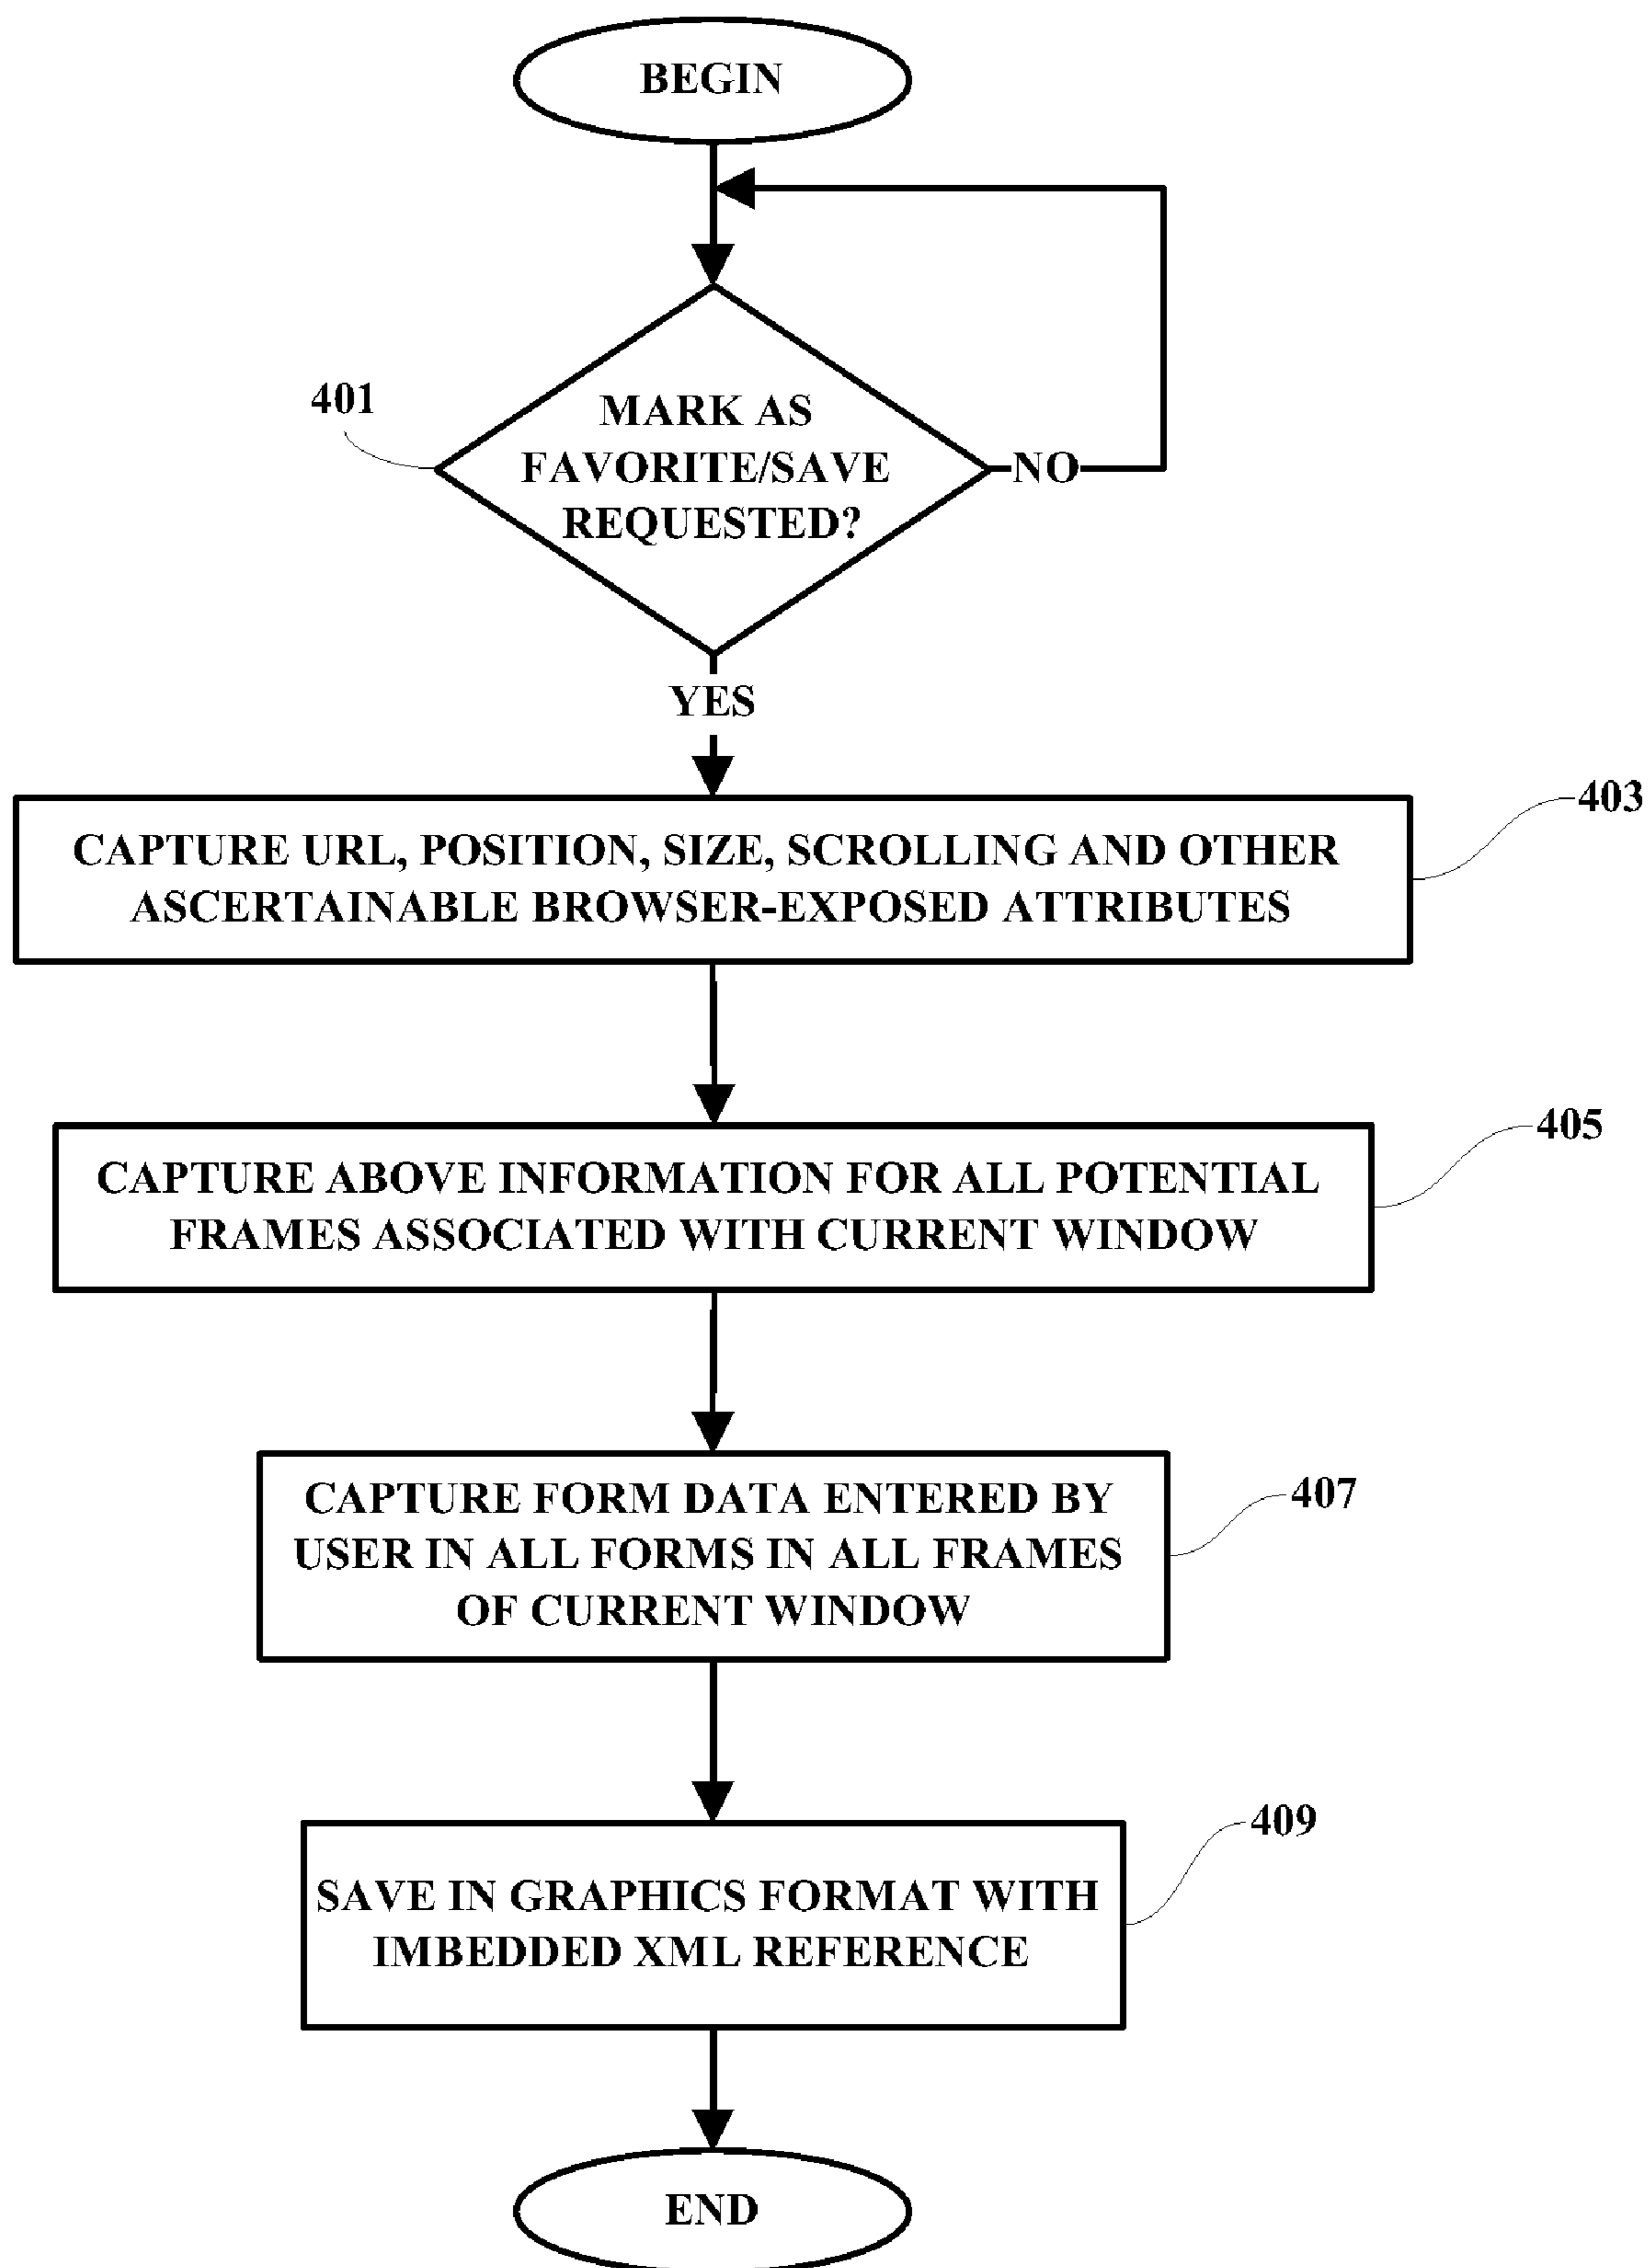 BEGIN
401
MARK AS
FAVORITE/SAVE
REQUESTED?
NO
YES
403
CAPTURE URL, POSITION, SIZE, SCROLLING AND OTHER
ASCERTAINABLE BROWSER-EXPOSED ATTRIBUTES
405
CAPTURE ABOVE INFORMATION FOR ALL POTENTIAL
FRAMES ASSOCIATED WITH CURRENT WINDOW
407
CAPTURE FORM DATA ENTERED BY
USER IN ALL FORMS IN ALL FRAMES
OF CURRENT WINDOW
409
SAVE IN GRAPHICS FORMAT WITH
IMBEDDED XML REFERENCE
END